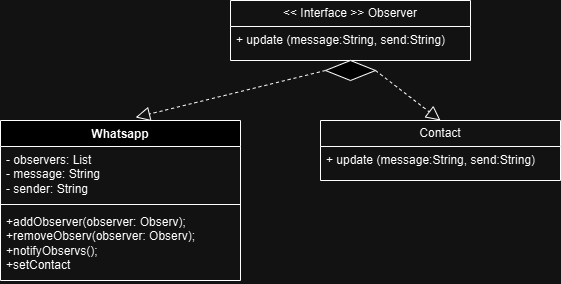 << Interface >> Observer
+ update (message:String, send:String)
Whatsapp
- observers: List
- message: String
- sender: String
+addObserver(observer: Observ);
+removeObserv(observer: Observ);
+notifyObservs();
+setContact
Contact
+ update (message:String, send:String)